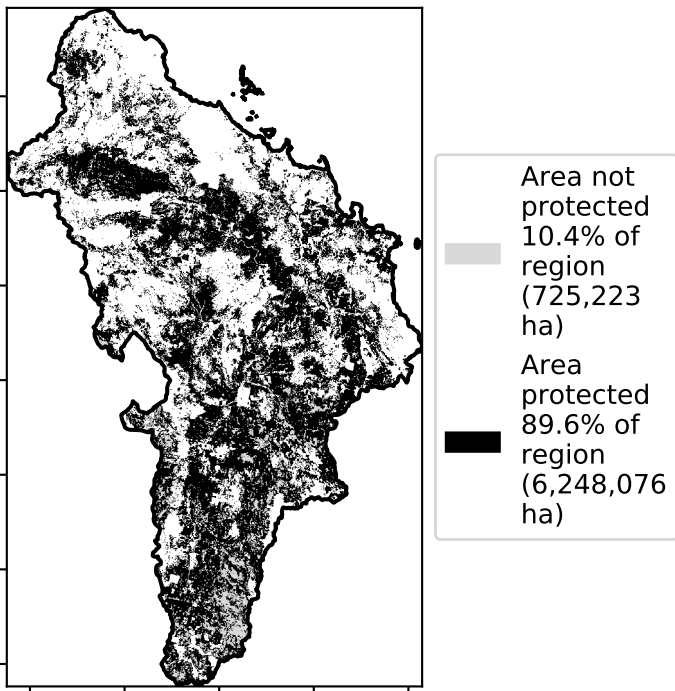 Area not
protected
10.4% of
region
(725,223
ha)
Area
protected
89.6% of
region
(6,248,076
ha)